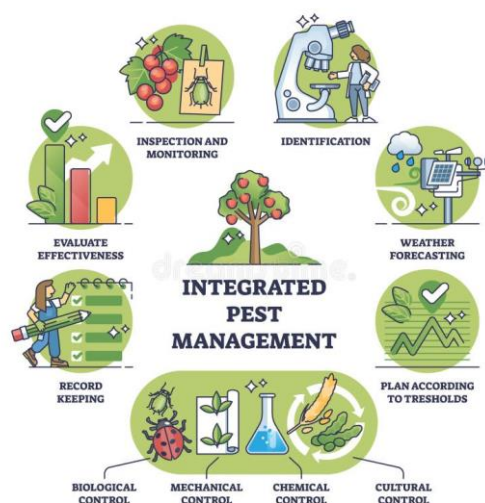 INSPECTION AND
MONITORING
IDENTIFICATION
EVALUATE
EFFECTIVENESS
WEATHER
FORECASTING
dreamstime.
INTEGRATED
PEST
MANAGEMENT
RECORD
KEEPING
PLAN ACCORDING
TO TRESHOLDS
BIOLOGICAL
CONTROL
MECHANICAL
CONTROL
CHEMICAL
CONTROL
CULTURAL
CONTROL